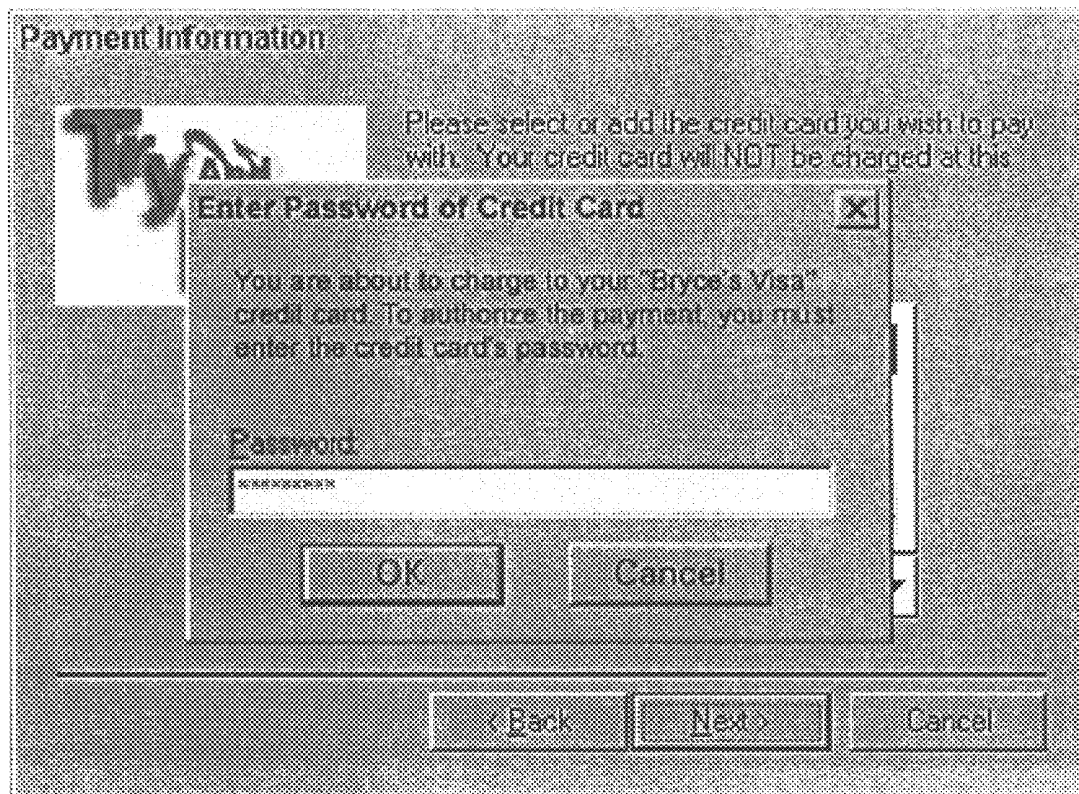 Payment Information
Try And
Please select or add the credit card you wish to pay
with. Your credit card will NOT be charged at this
Enter Password of Credit Card
You are about to charge to your "Bryce's Visa"
credit card. To authorize the payment, you must
enter the credit card's password.
Password:
*********
OK Cancel
< Back Next > Cancel